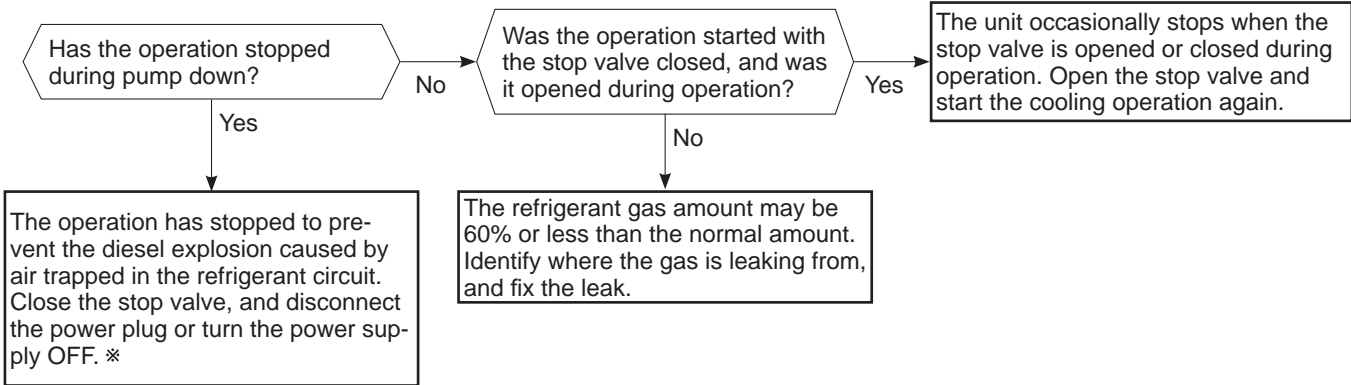 Has the operation stopped
during pump down?
No
Yes
Was the operation started with
the stop valve closed, and was
it opened during operation?
Yes
No
The unit occasionally stops when the
stop valve is opened or closed during
operation. Open the stop valve and
start the cooling operation again.
The operation has stopped to pre-
vent the diesel explosion caused by
air trapped in the refrigerant circuit.
Close the stop valve, and disconnect
the power plug or turn the power sup-
ply OFF. ※
The refrigerant gas amount may be
60% or less than the normal amount.
Identify where the gas is leaking from,
and fix the leak.